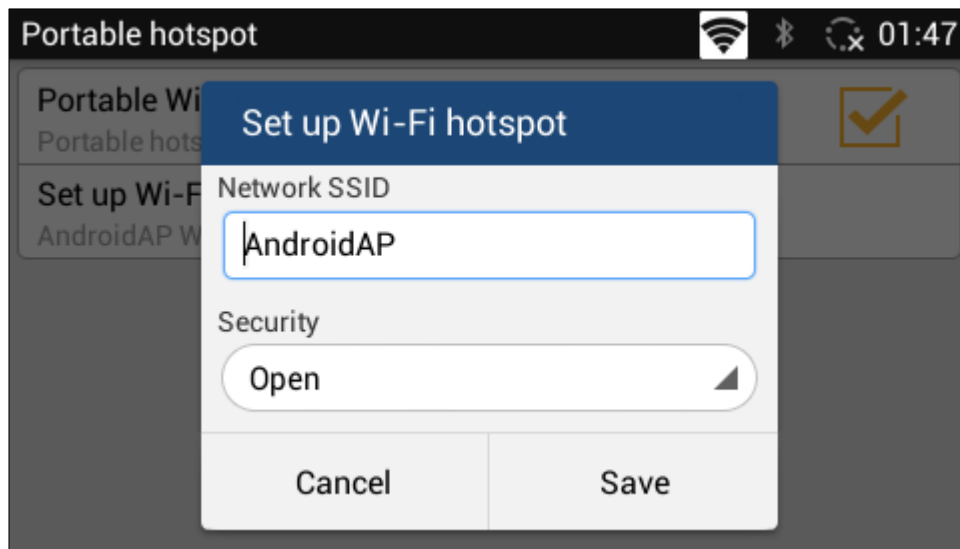 Portable hotspot 01:47
Portable Wi
Portable hots
Set up Wi-F
AndroidAP W
Set up Wi-Fi hotspot
Network SSID
AndroidAP
Security
Open
Cancel Save